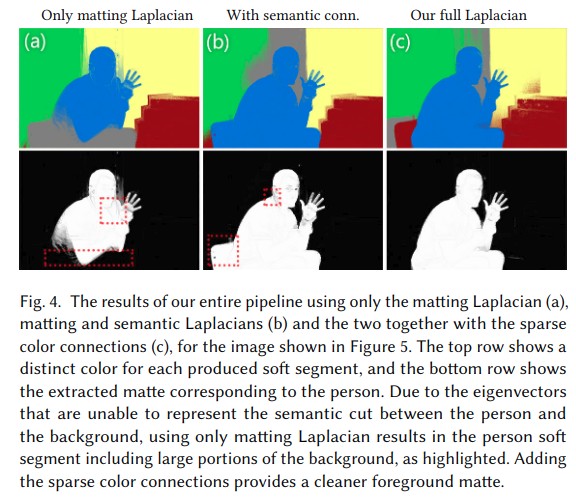 Only matting Laplacian With semantic conn. Our full Laplacian
(a) (b) (c)
Fig. 4. The results of our entire pipeline using only the matting Laplacian (a),
matting and semantic Laplacians (b) and the two together with the sparse
color connections (c), for the image shown in Figure 5. The top row shows a
distinct color for each produced soft segment, and the bottom row shows
the extracted matte corresponding to the person. Due to the eigenvectors
that are unable to represent the semantic cut between the person and
the background, using only matting Laplacian results in the person soft
segment including large portions of the background, as highlighted. Adding
the sparse color connections provides a cleaner foreground matte.